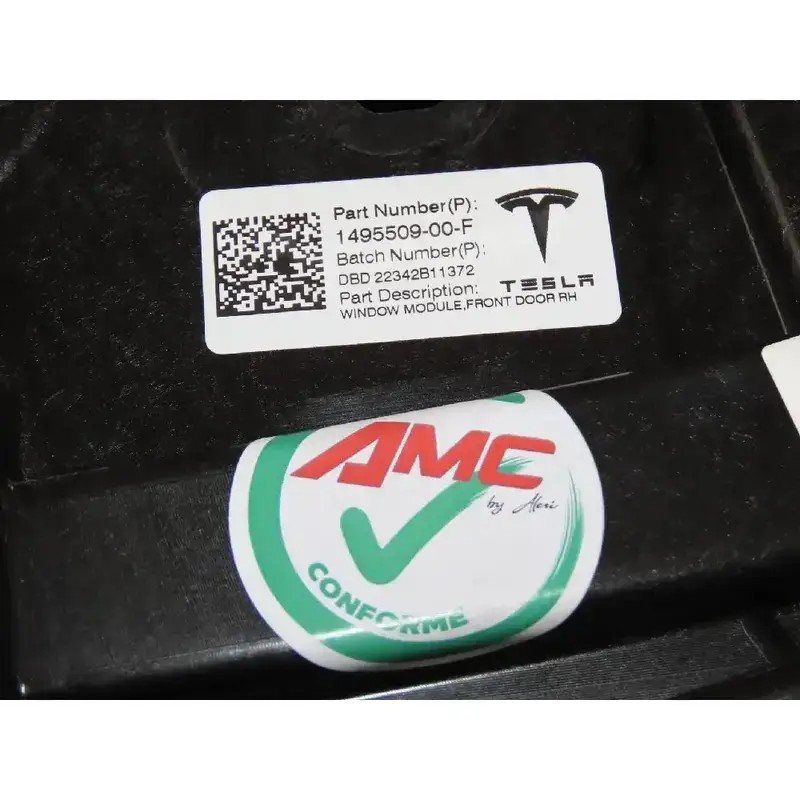 Part Number(P):
1495509-00-F
Batch Number(P):
DBD 22342B11372
Part Description:
WINDOW MODULE,FRONT DOOR RH
TESLA
AMC
by Alexi
CONFORME